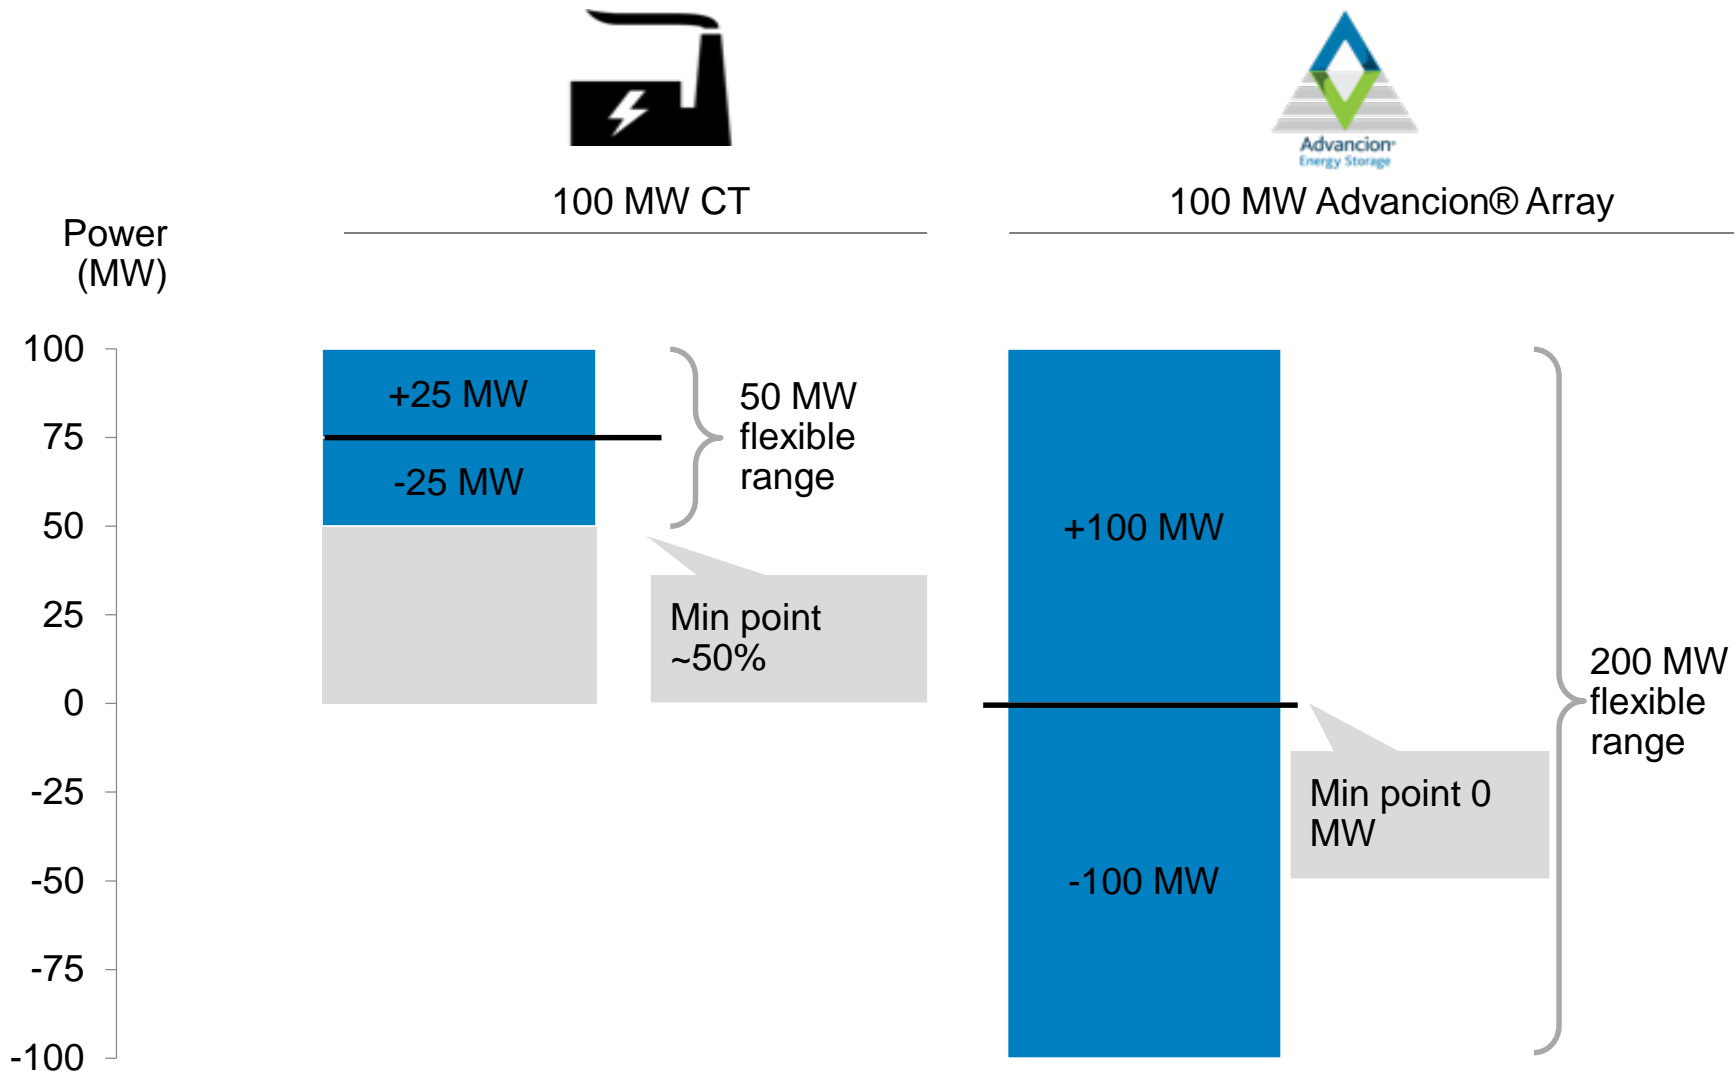 Advancion®
Energy Storage
100 MW CT
100 MW Advancion® Array
Power
(MW)
100
75
50
25
0
-25
-50
-75
-100
+25 MW
-25 MW
50 MW
flexible
range
Min point
~50%
+100 MW
-100 MW
Min point 0
MW
200 MW
flexible
range